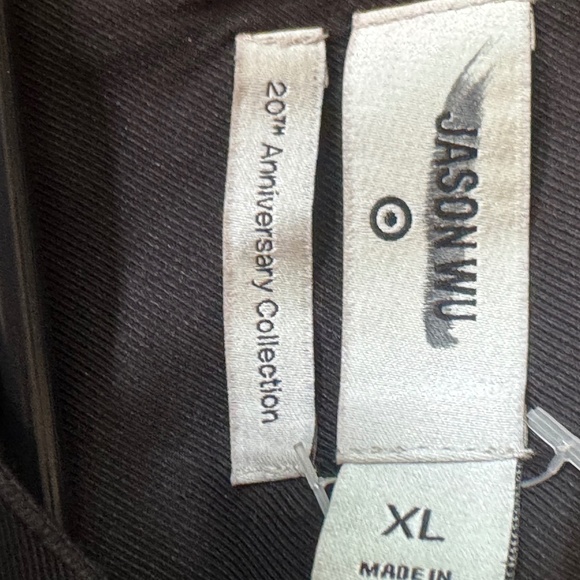 JASON WU
20TH Anniversary Collection
XL
MADE IN